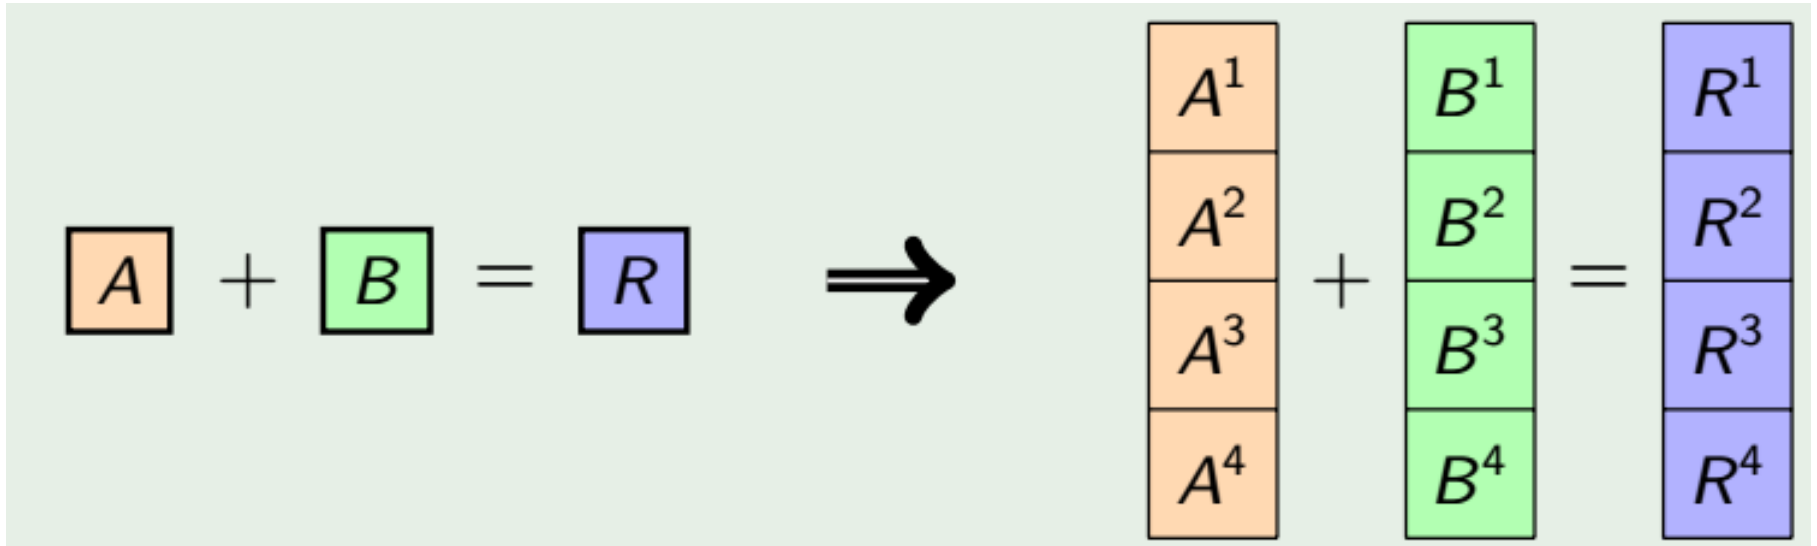 A + B = R ⇒
A¹ B¹ R¹
A² B² R²
+ =
A³ B³ R³
A⁴ B⁴ R⁴